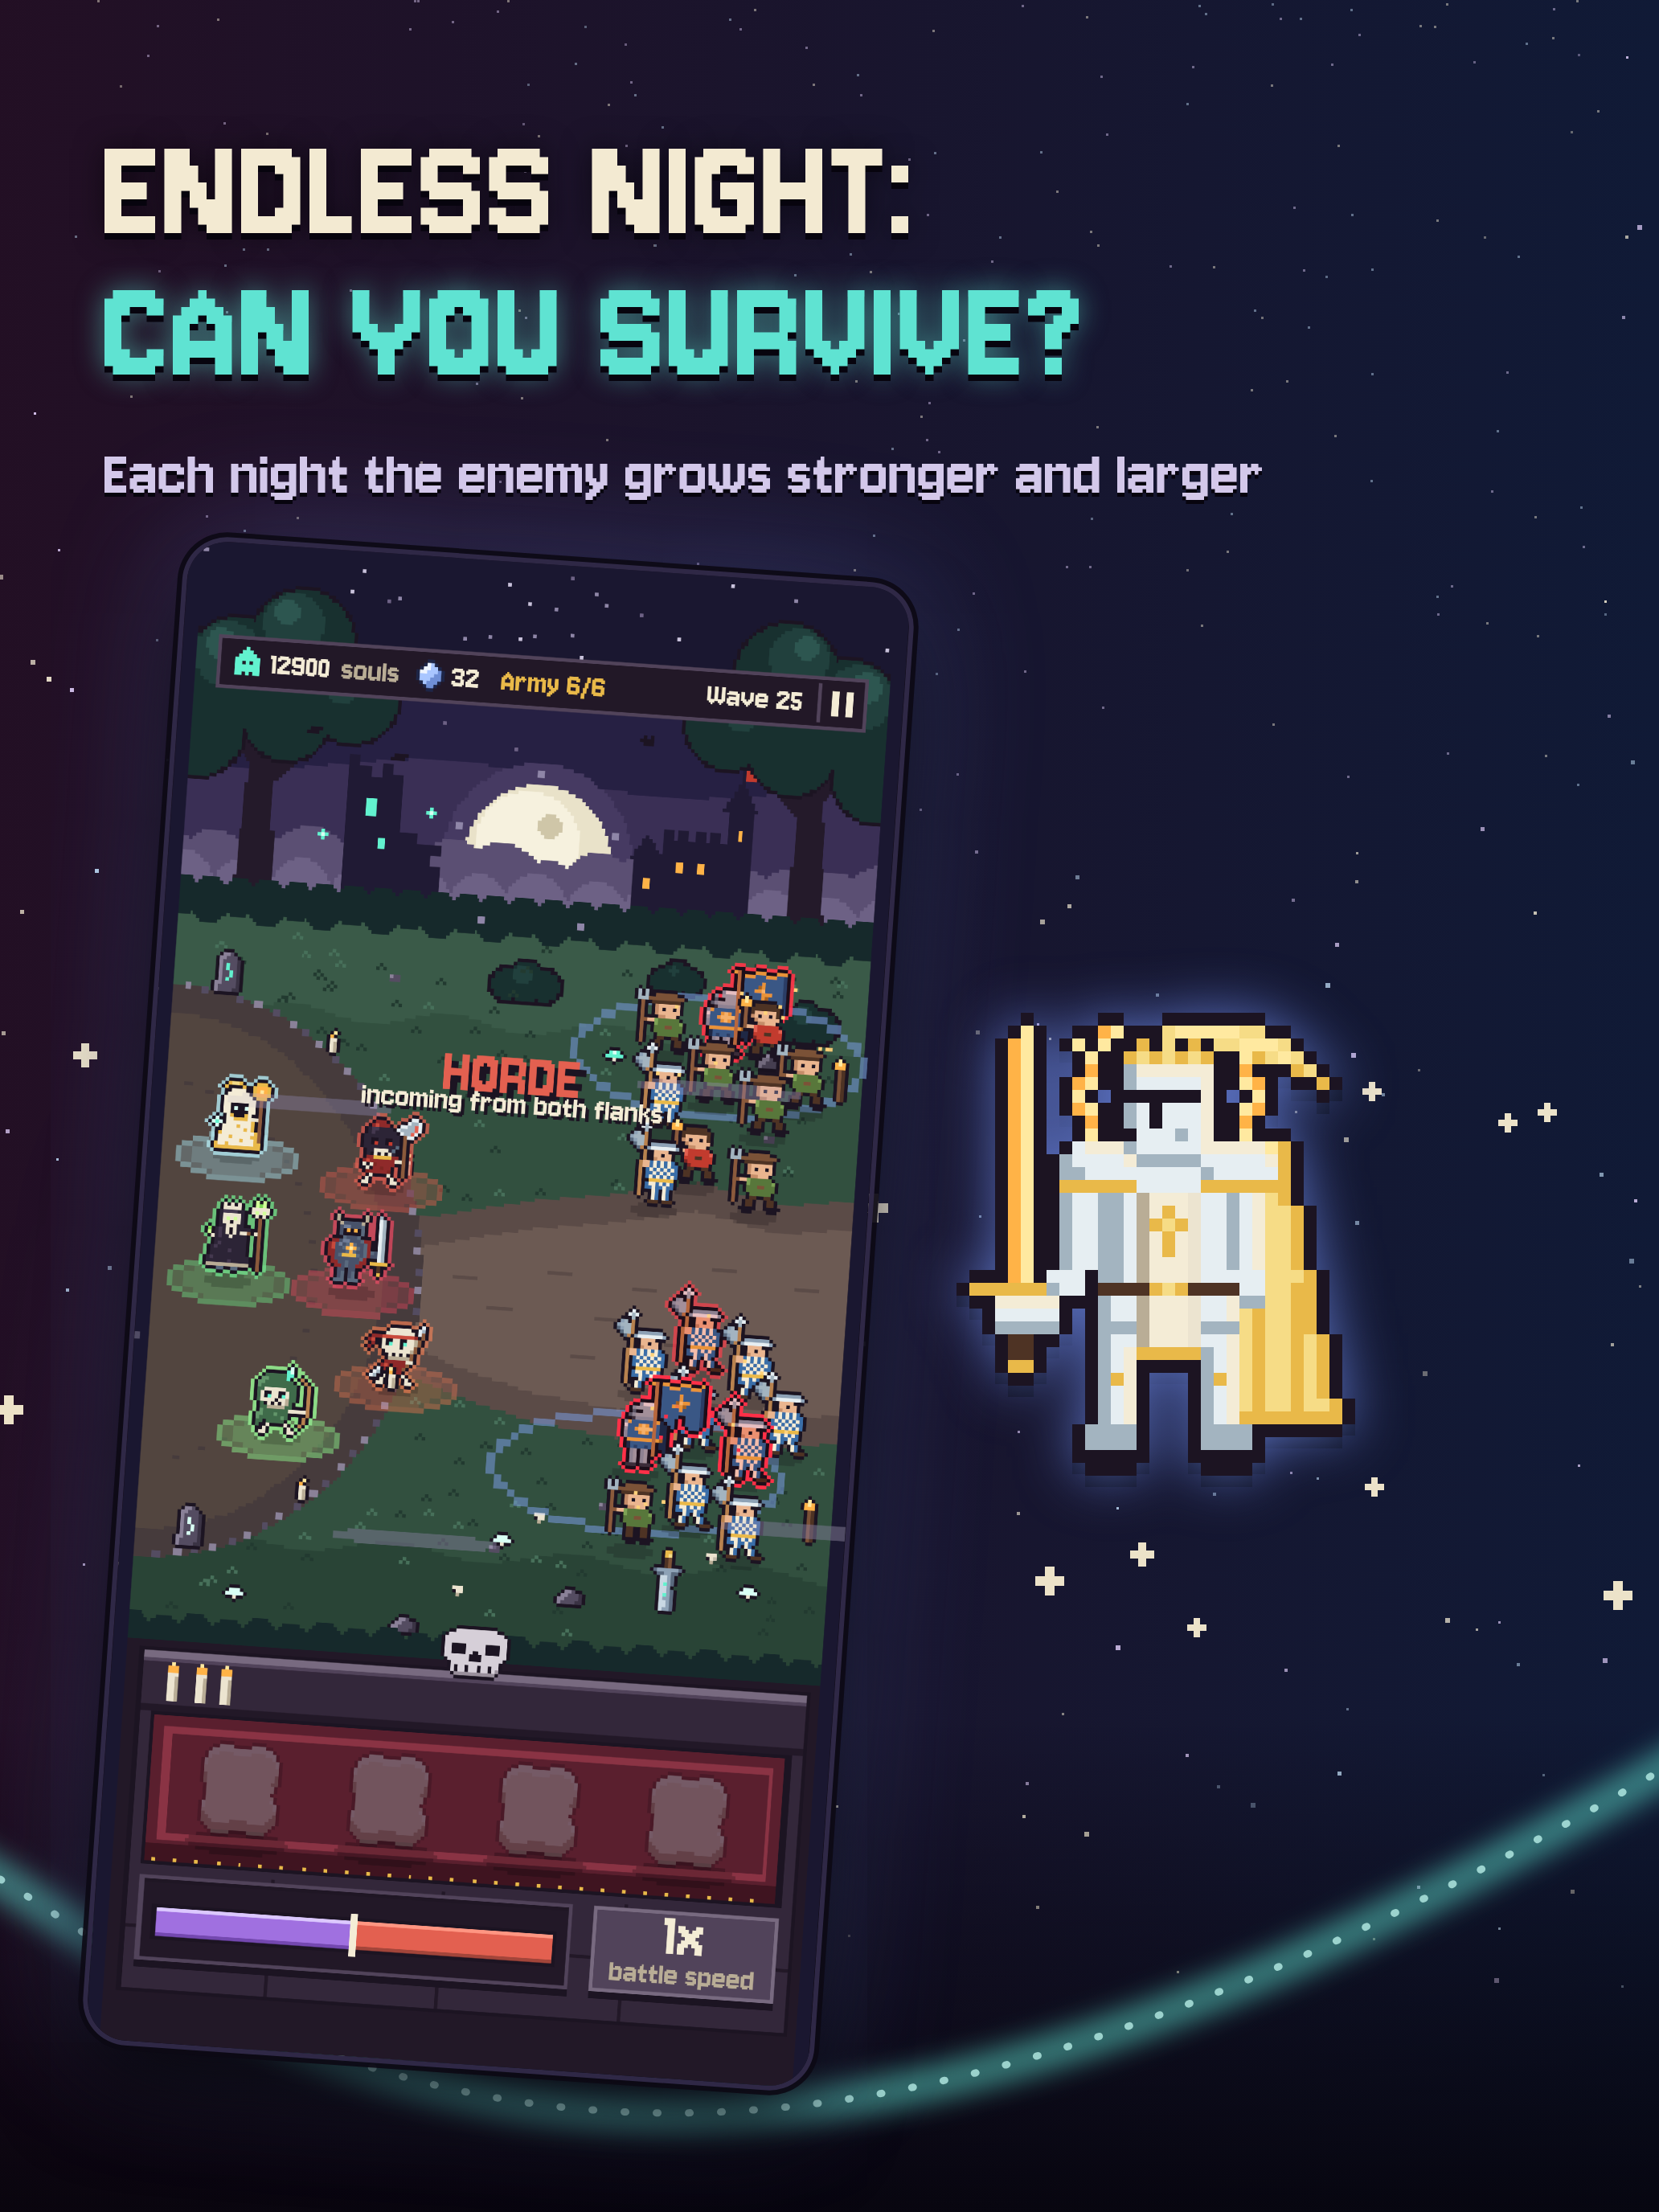 ENDLESS NIGHT:
CAN YOU SURVIVE?
Each night the enemy grows stronger and larger
12900 souls 32 Army 6/6 Wave 25
HORDE
incoming from both flanks!
1x
battle speed